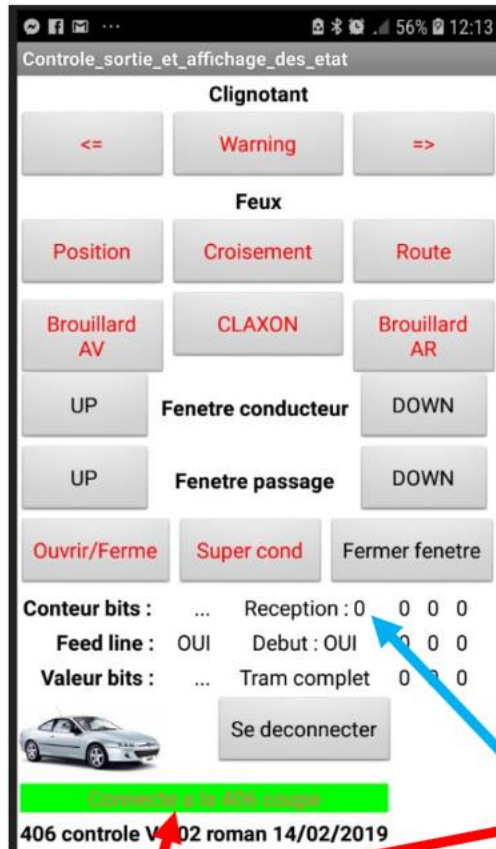 56% 12:13
Controle_sortie_et_affichage_des_etat
Clignotant
<= Warning =>
Feux
Position Croisement Route
Brouillard AV CLAXON Brouillard AR
UP Fenetre conducteur DOWN
UP Fenetre passage DOWN
Ouvrir/Ferme Super cond Fermer fenetre
Conteur bits : ... Reception : 0 0 0 0
Feed line : OUI Debut : OUI 0 0 0
Valeur bits : ... Tram complet 0 0 0
Se deconnecter
Connecte a la 406 coupe
406 controle 02 roman 14/02/2019